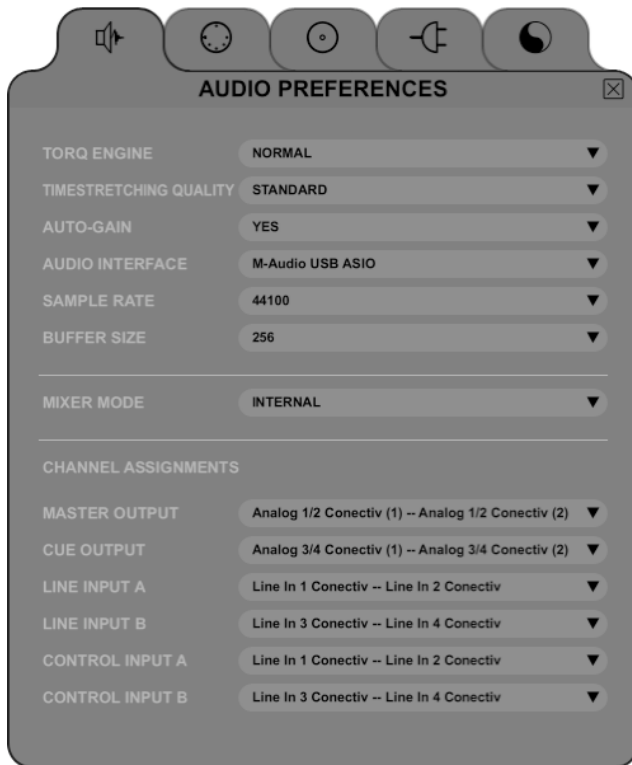 AUDIO PREFERENCES
TORQ ENGINE NORMAL
TIMESTRETCHING QUALITY STANDARD
AUTO-GAIN YES
AUDIO INTERFACE M-Audio USB ASIO
SAMPLE RATE 44100
BUFFER SIZE 256
MIXER MODE INTERNAL
CHANNEL ASSIGNMENTS
MASTER OUTPUT Analog 1/2 Conectiv (1) -- Analog 1/2 Conectiv (2)
CUE OUTPUT Analog 3/4 Conectiv (1) -- Analog 3/4 Conectiv (2)
LINE INPUT A Line In 1 Conectiv -- Line In 2 Conectiv
LINE INPUT B Line In 3 Conectiv -- Line In 4 Conectiv
CONTROL INPUT A Line In 1 Conectiv -- Line In 2 Conectiv
CONTROL INPUT B Line In 3 Conectiv -- Line In 4 Conectiv